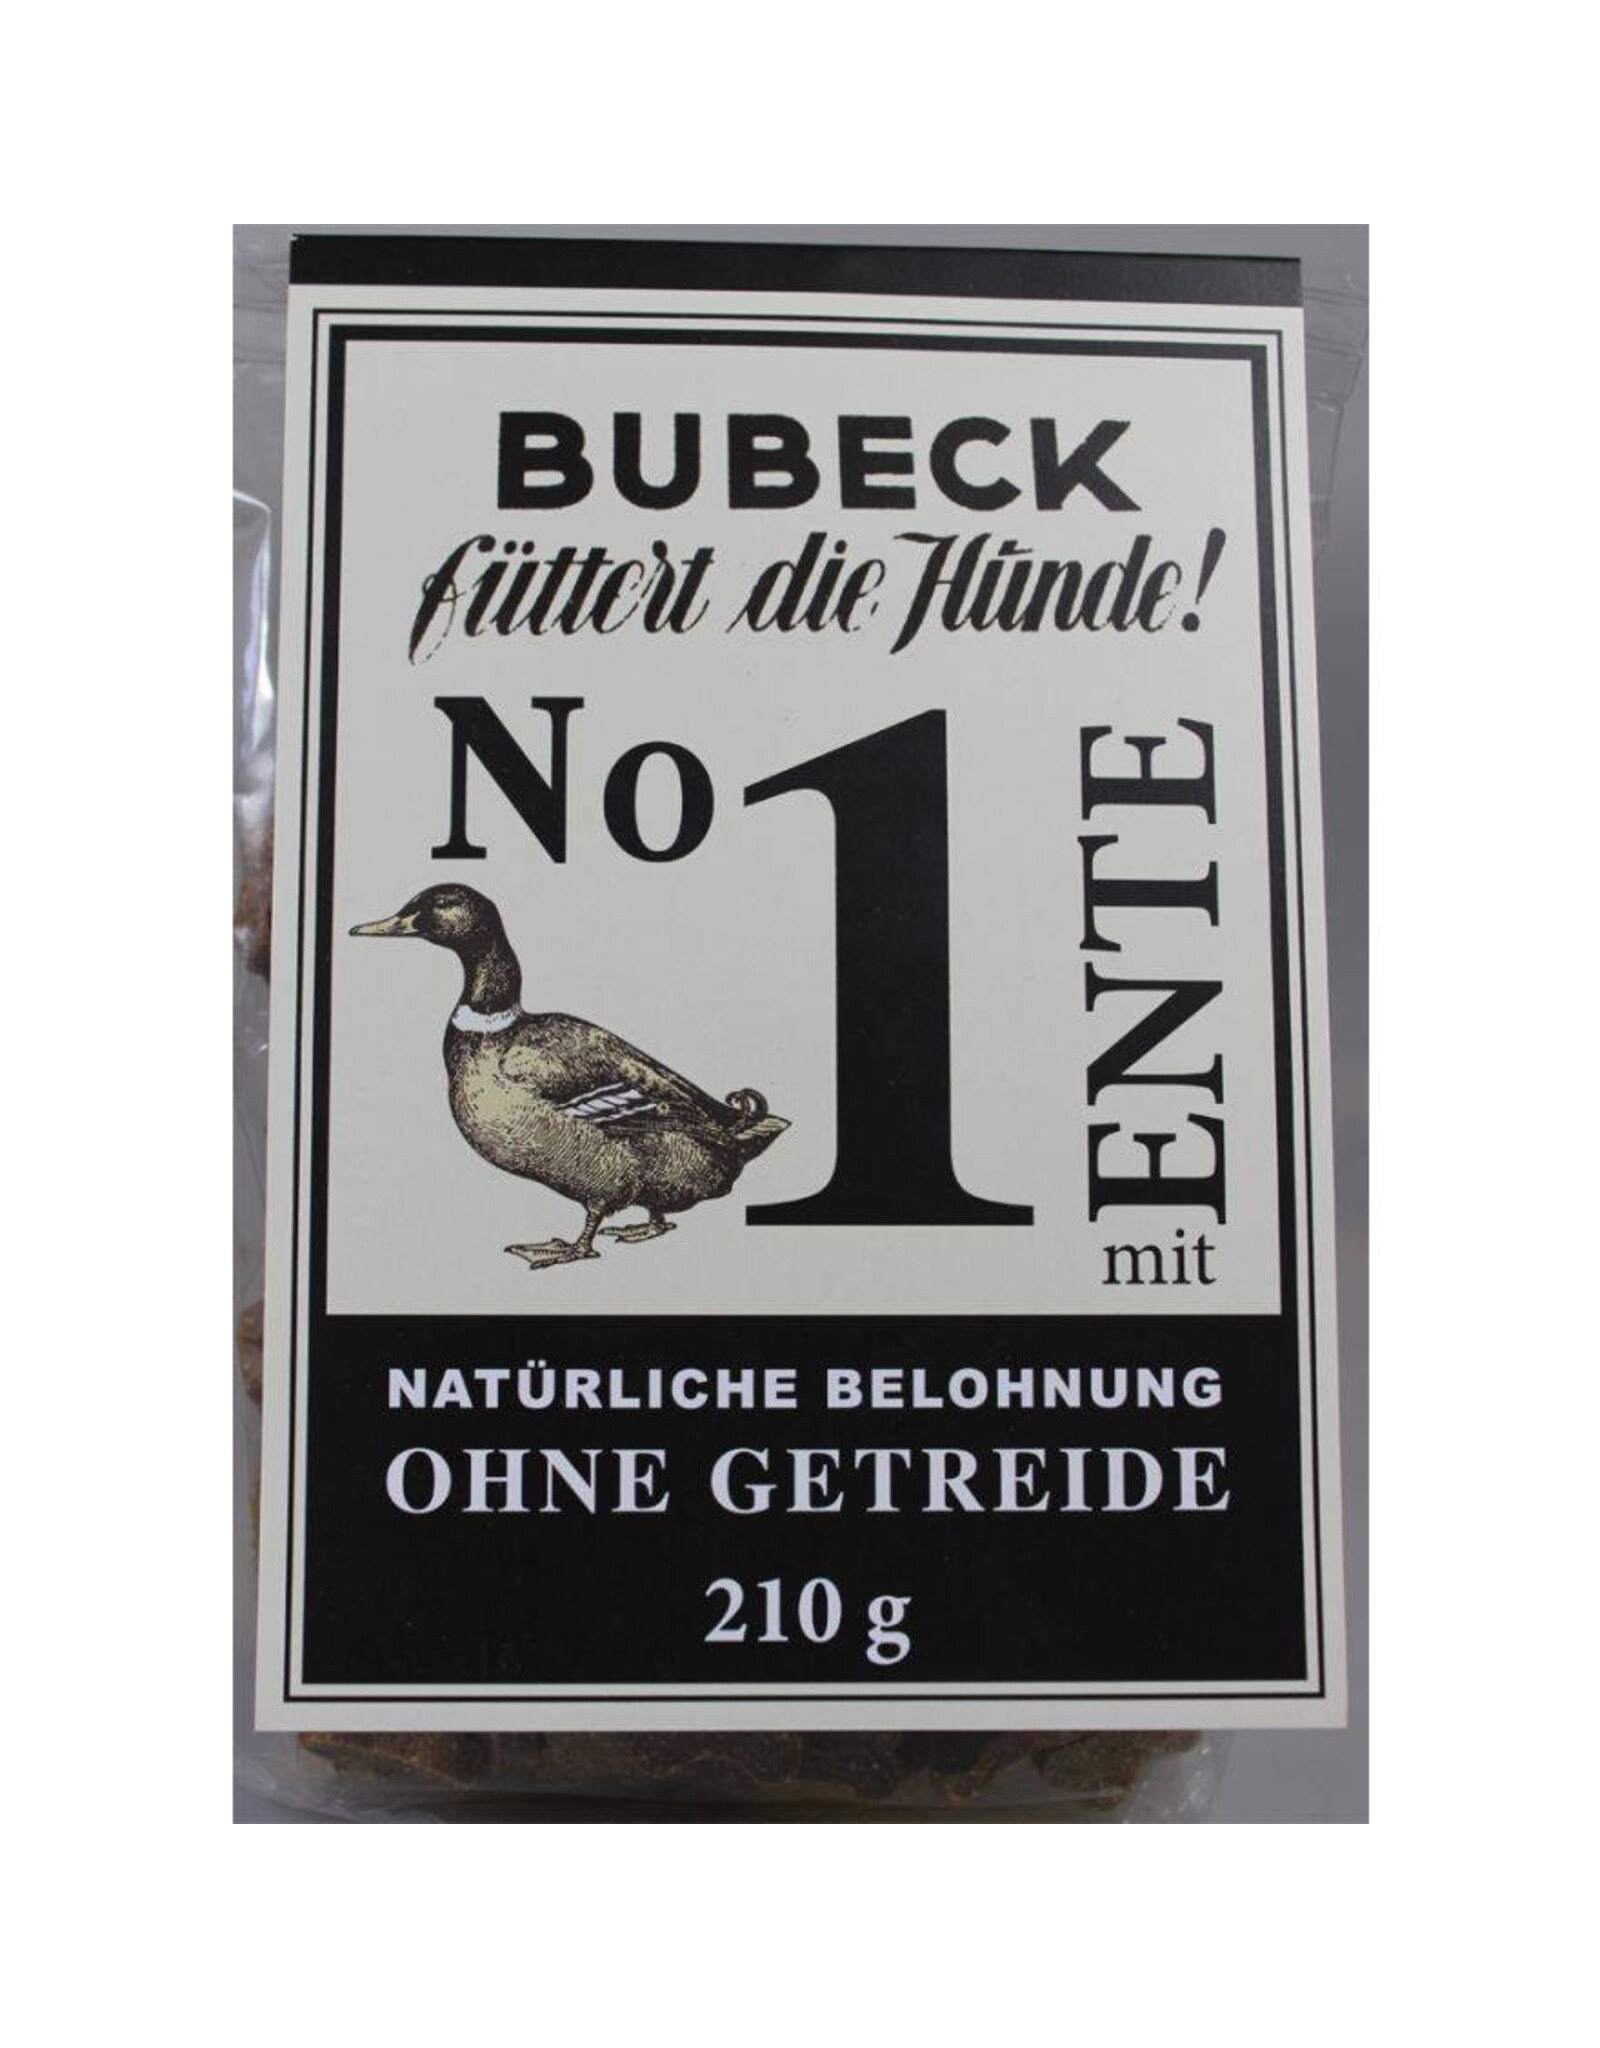 BUBECK
füttert die Hunde!
No 1
mit ENTE
NATÜRLICHE BELOHNUNG
OHNE GETREIDE
210 g